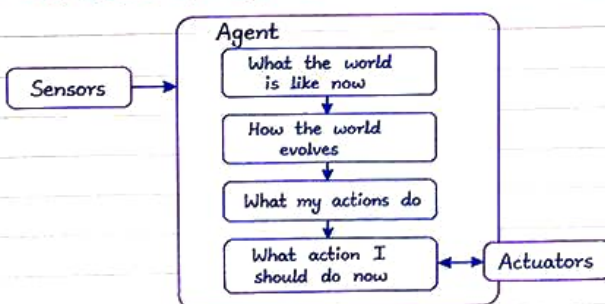 Agent
Sensors
What the world
is like now
How the world
evolves
What my actions do
What action I
should do now
Actuators